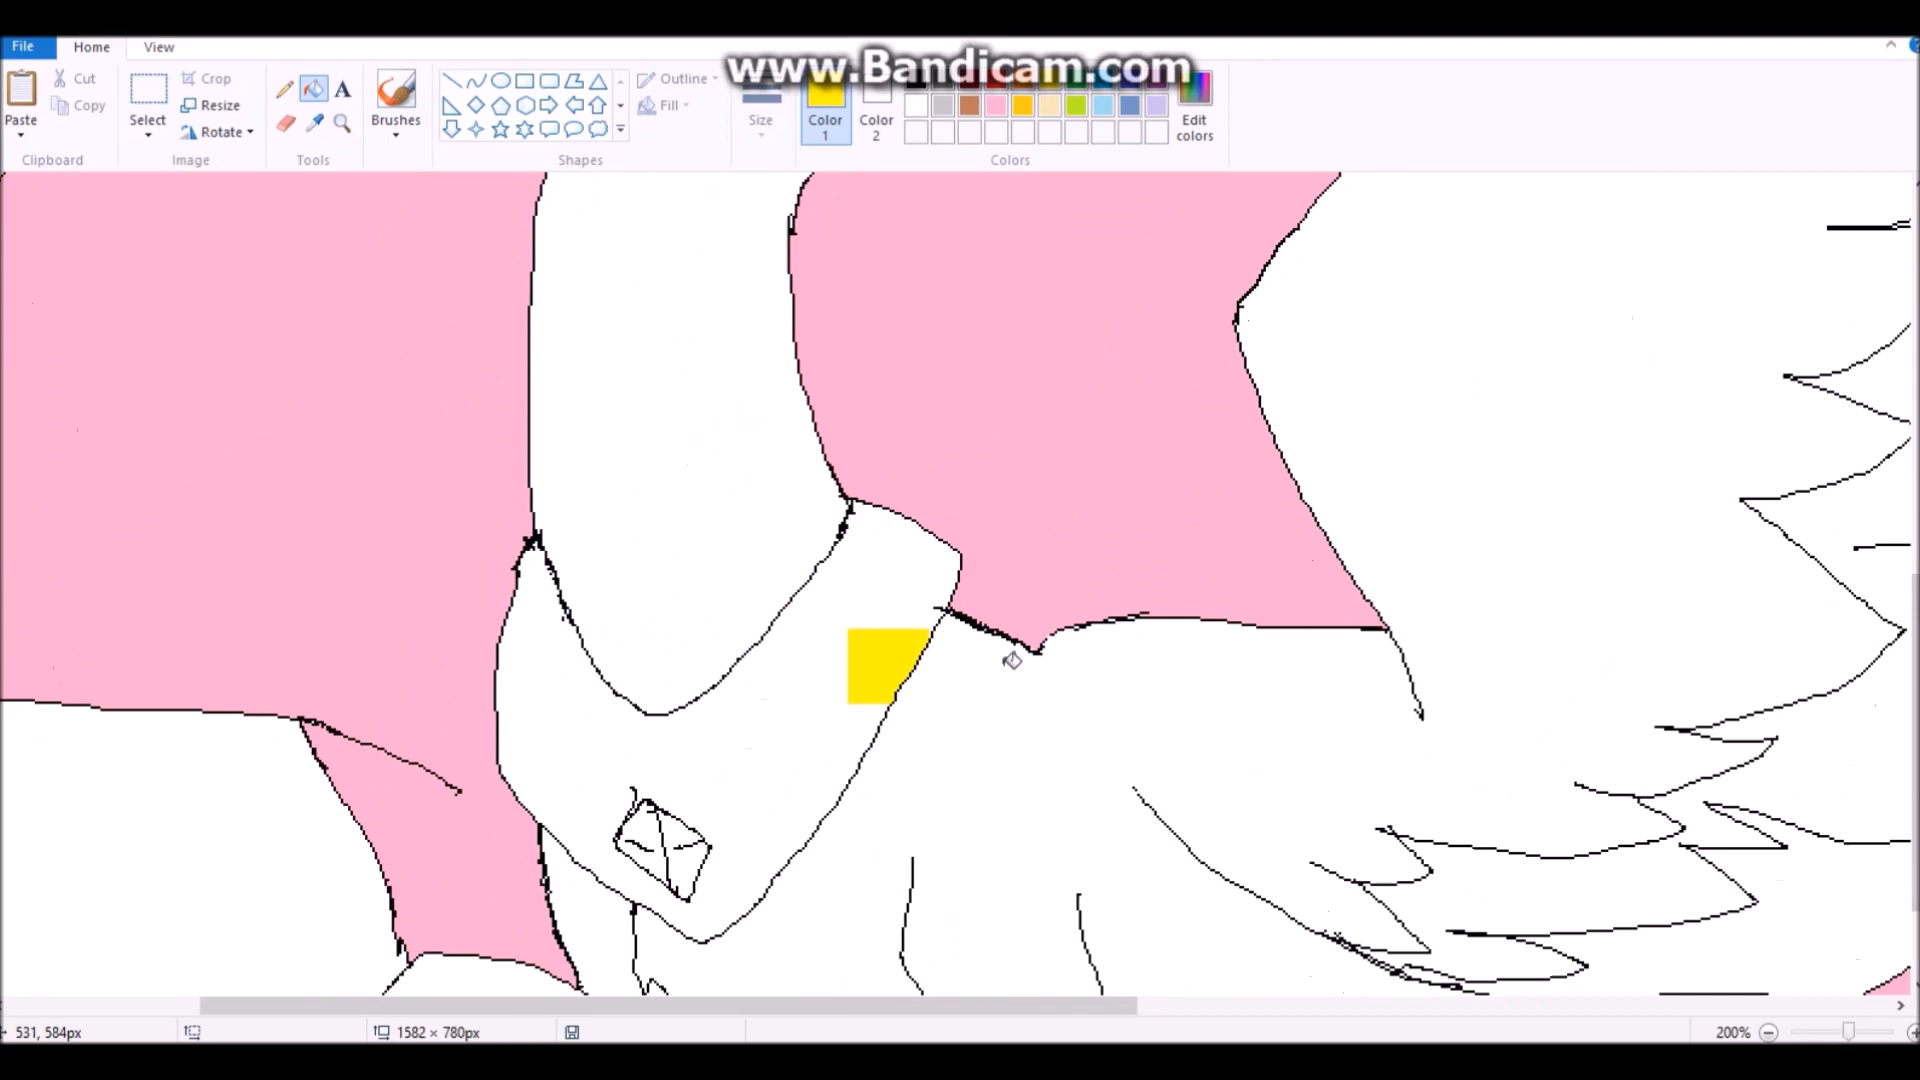 www.Bandicam.com
File Home View
Cut
Copy
Paste
Clipboard
Select
Crop
Resize
Rotate
Image
A
Tools
Brushes
Shapes
Outline
Fill
Size
Color 1
Color 2
Edit colors
Colors
531, 584px
1582 × 780px
200%